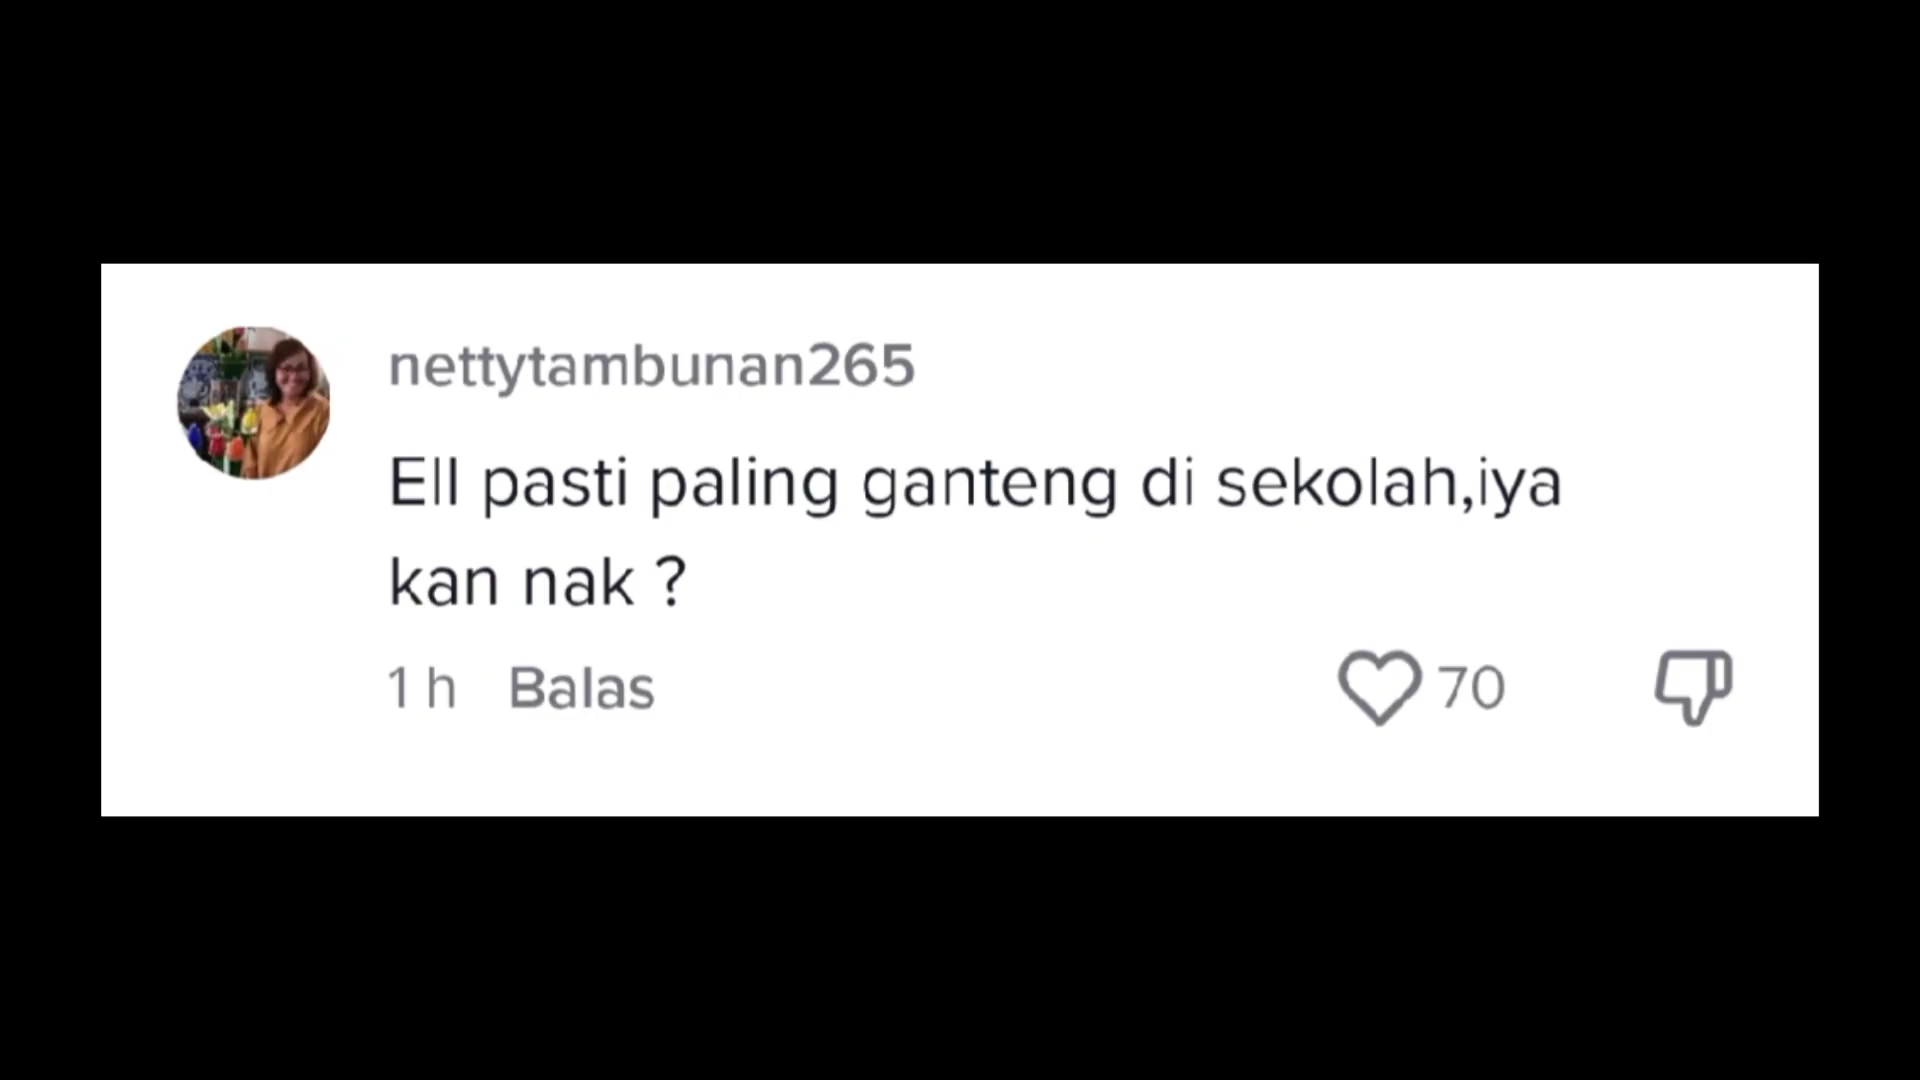 nettytambunan265
Ell pasti paling ganteng di sekolah,iya
kan nak ?
1 h Balas 70